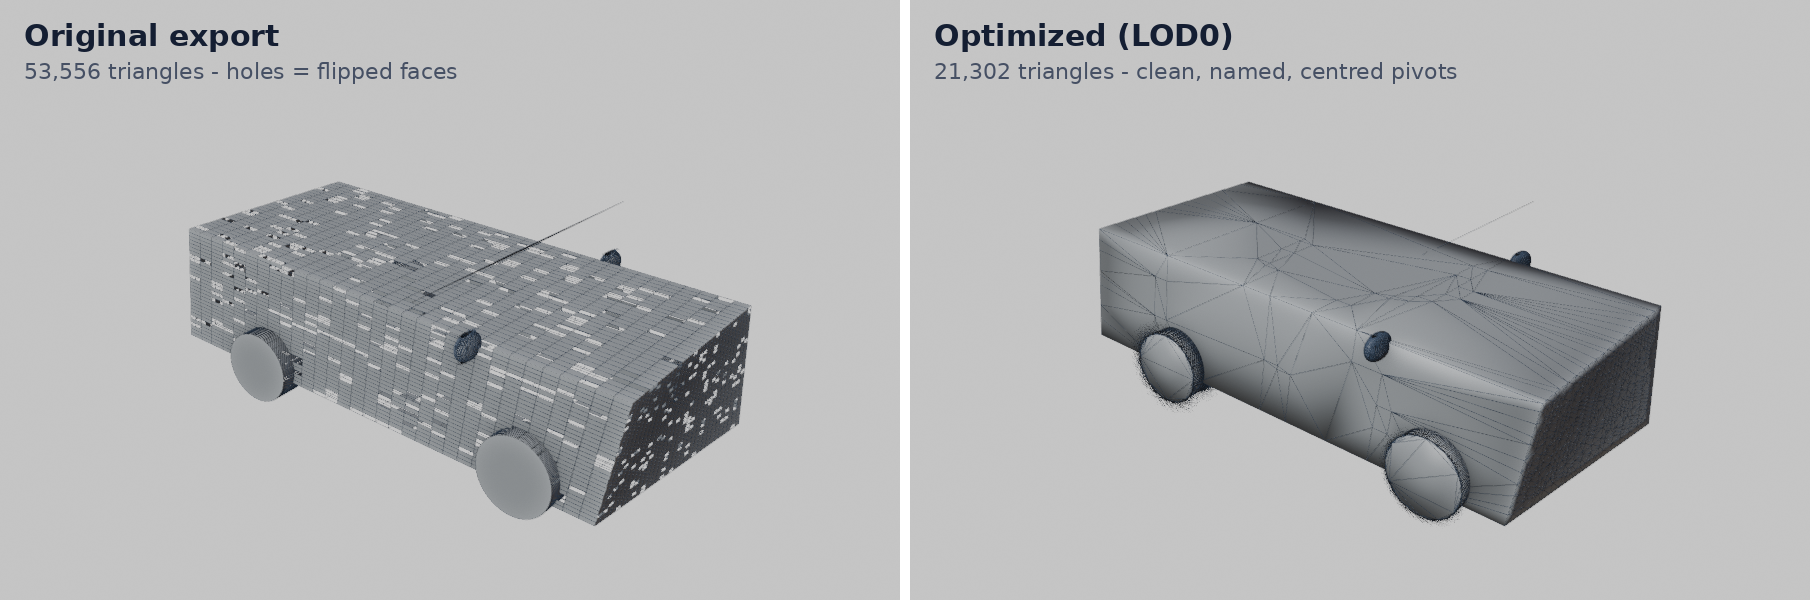 Original export
53,556 triangles - holes = flipped faces
Optimized (LOD0)
21,302 triangles - clean, named, centred pivots